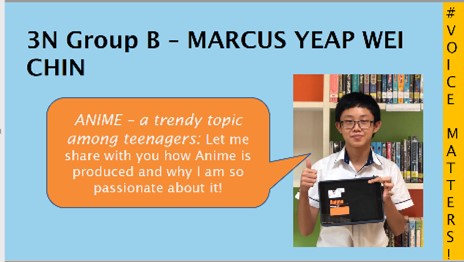 3N Group B – MARCUS YEAP WEI
CHIN
ANIME – a trendy topic
among teenagers: Let me
share with you how Anime is
produced and why I am so
passionate about it!
#VOICE MATTERS!